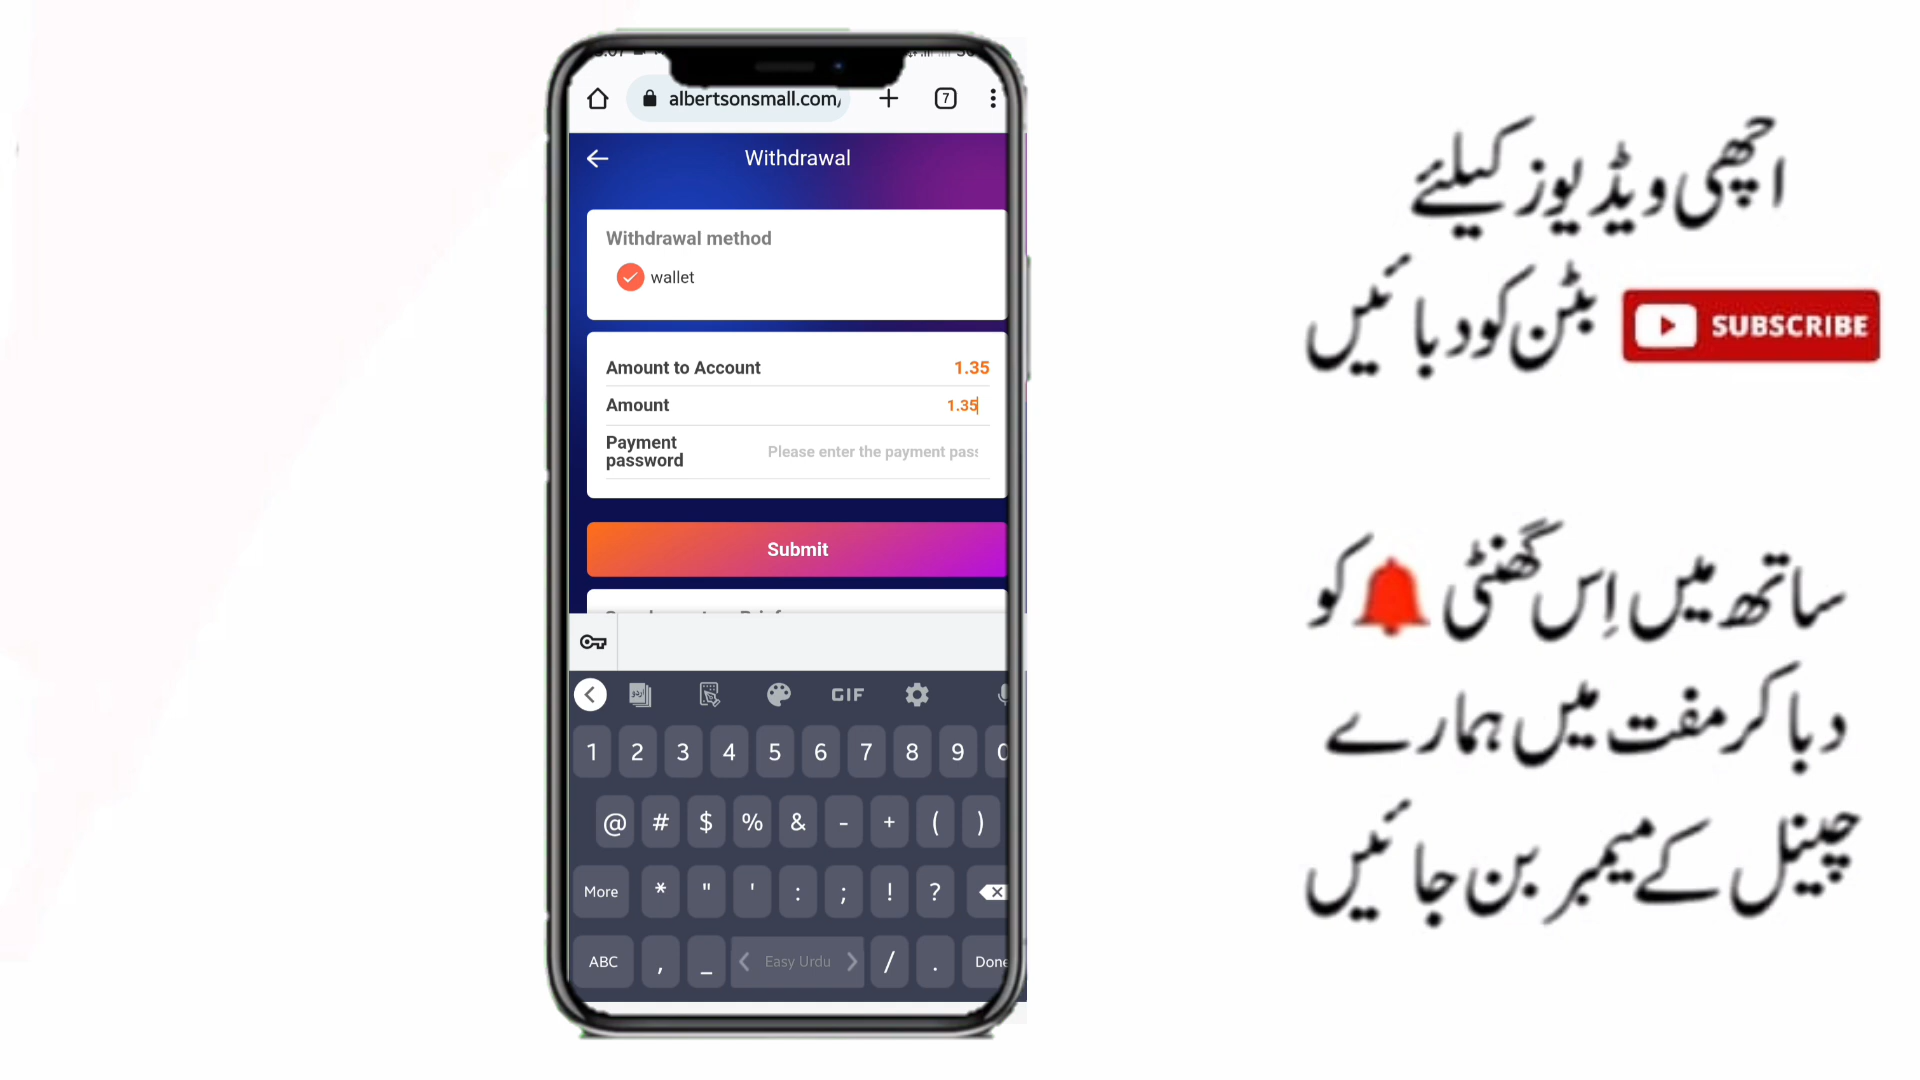 albertsonsmall.com/
7
Withdrawal
Withdrawal method
wallet
Amount to Account 1.35
Amount 1.35
Payment password Please enter the payment pass
Submit
اردو GIF
1 2 3 4 5 6 7 8 9 0
@ # $ % & - + ( )
More * " ' : ; ! ?
ABC , _ Easy Urdu / . Done
اچھی ویڈیوز کیلئے
بٹن کو دبائیں
SUBSCRIBE
ساتھ میں اِس گھنٹی کو
دبا کر مفت میں ہمارے
چینل کے میمبر بن جائیں